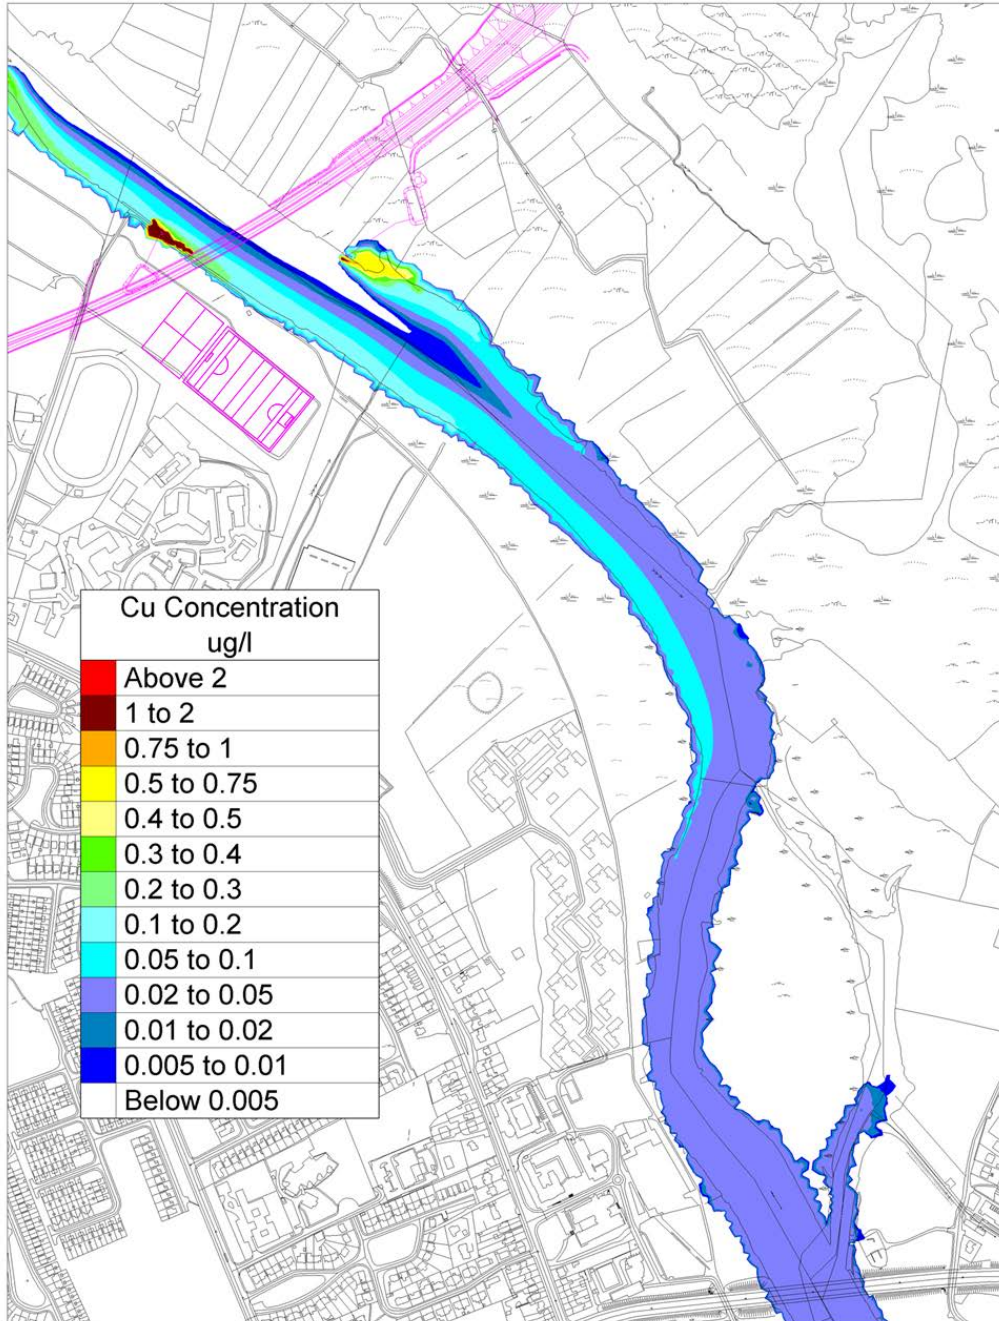 Cu Concentration
ug/l
Above 2
1 to 2
0.75 to 1
0.5 to 0.75
0.4 to 0.5
0.3 to 0.4
0.2 to 0.3
0.1 to 0.2
0.05 to 0.1
0.02 to 0.05
0.01 to 0.02
0.005 to 0.01
Below 0.005